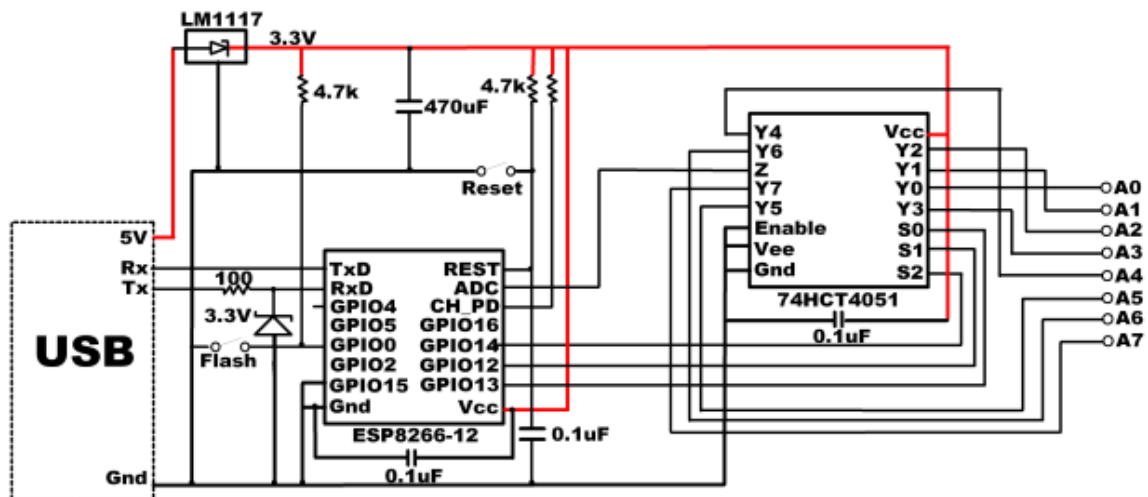 LM1117
3.3V
4.7k
470uF
4.7k
Reset
Y4
Y6
Z
Y7
Y5
Enable
Vee
Gnd
Vcc
Y2
Y1
Y0
Y3
S0
S1
S2
74HCT4051
0.1uF
A0
A1
A2
A3
A4
A5
A6
A7
USB
5V
Rx
Tx
Gnd
100
3.3V
Flash
TxD
RxD
GPIO4
GPIO5
GPIO0
GPIO2
GPIO15
Gnd
REST
ADC
CH_PD
GPIO16
GPIO14
GPIO12
GPIO13
Vcc
ESP8266-12
0.1uF
0.1uF